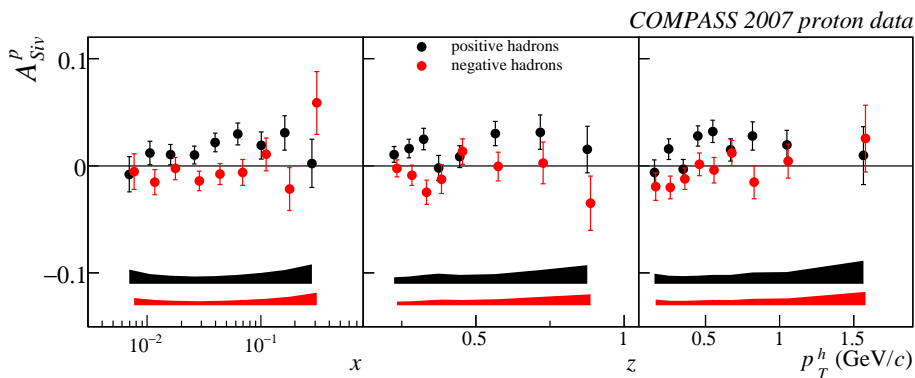 COMPASS 2007 proton data
A^p_Siv
positive hadrons
negative hadrons
0.1
0
−0.1
10^−2 10^−1 0.5 1 0.5 1 1.5
x z p_T^h (GeV/c)